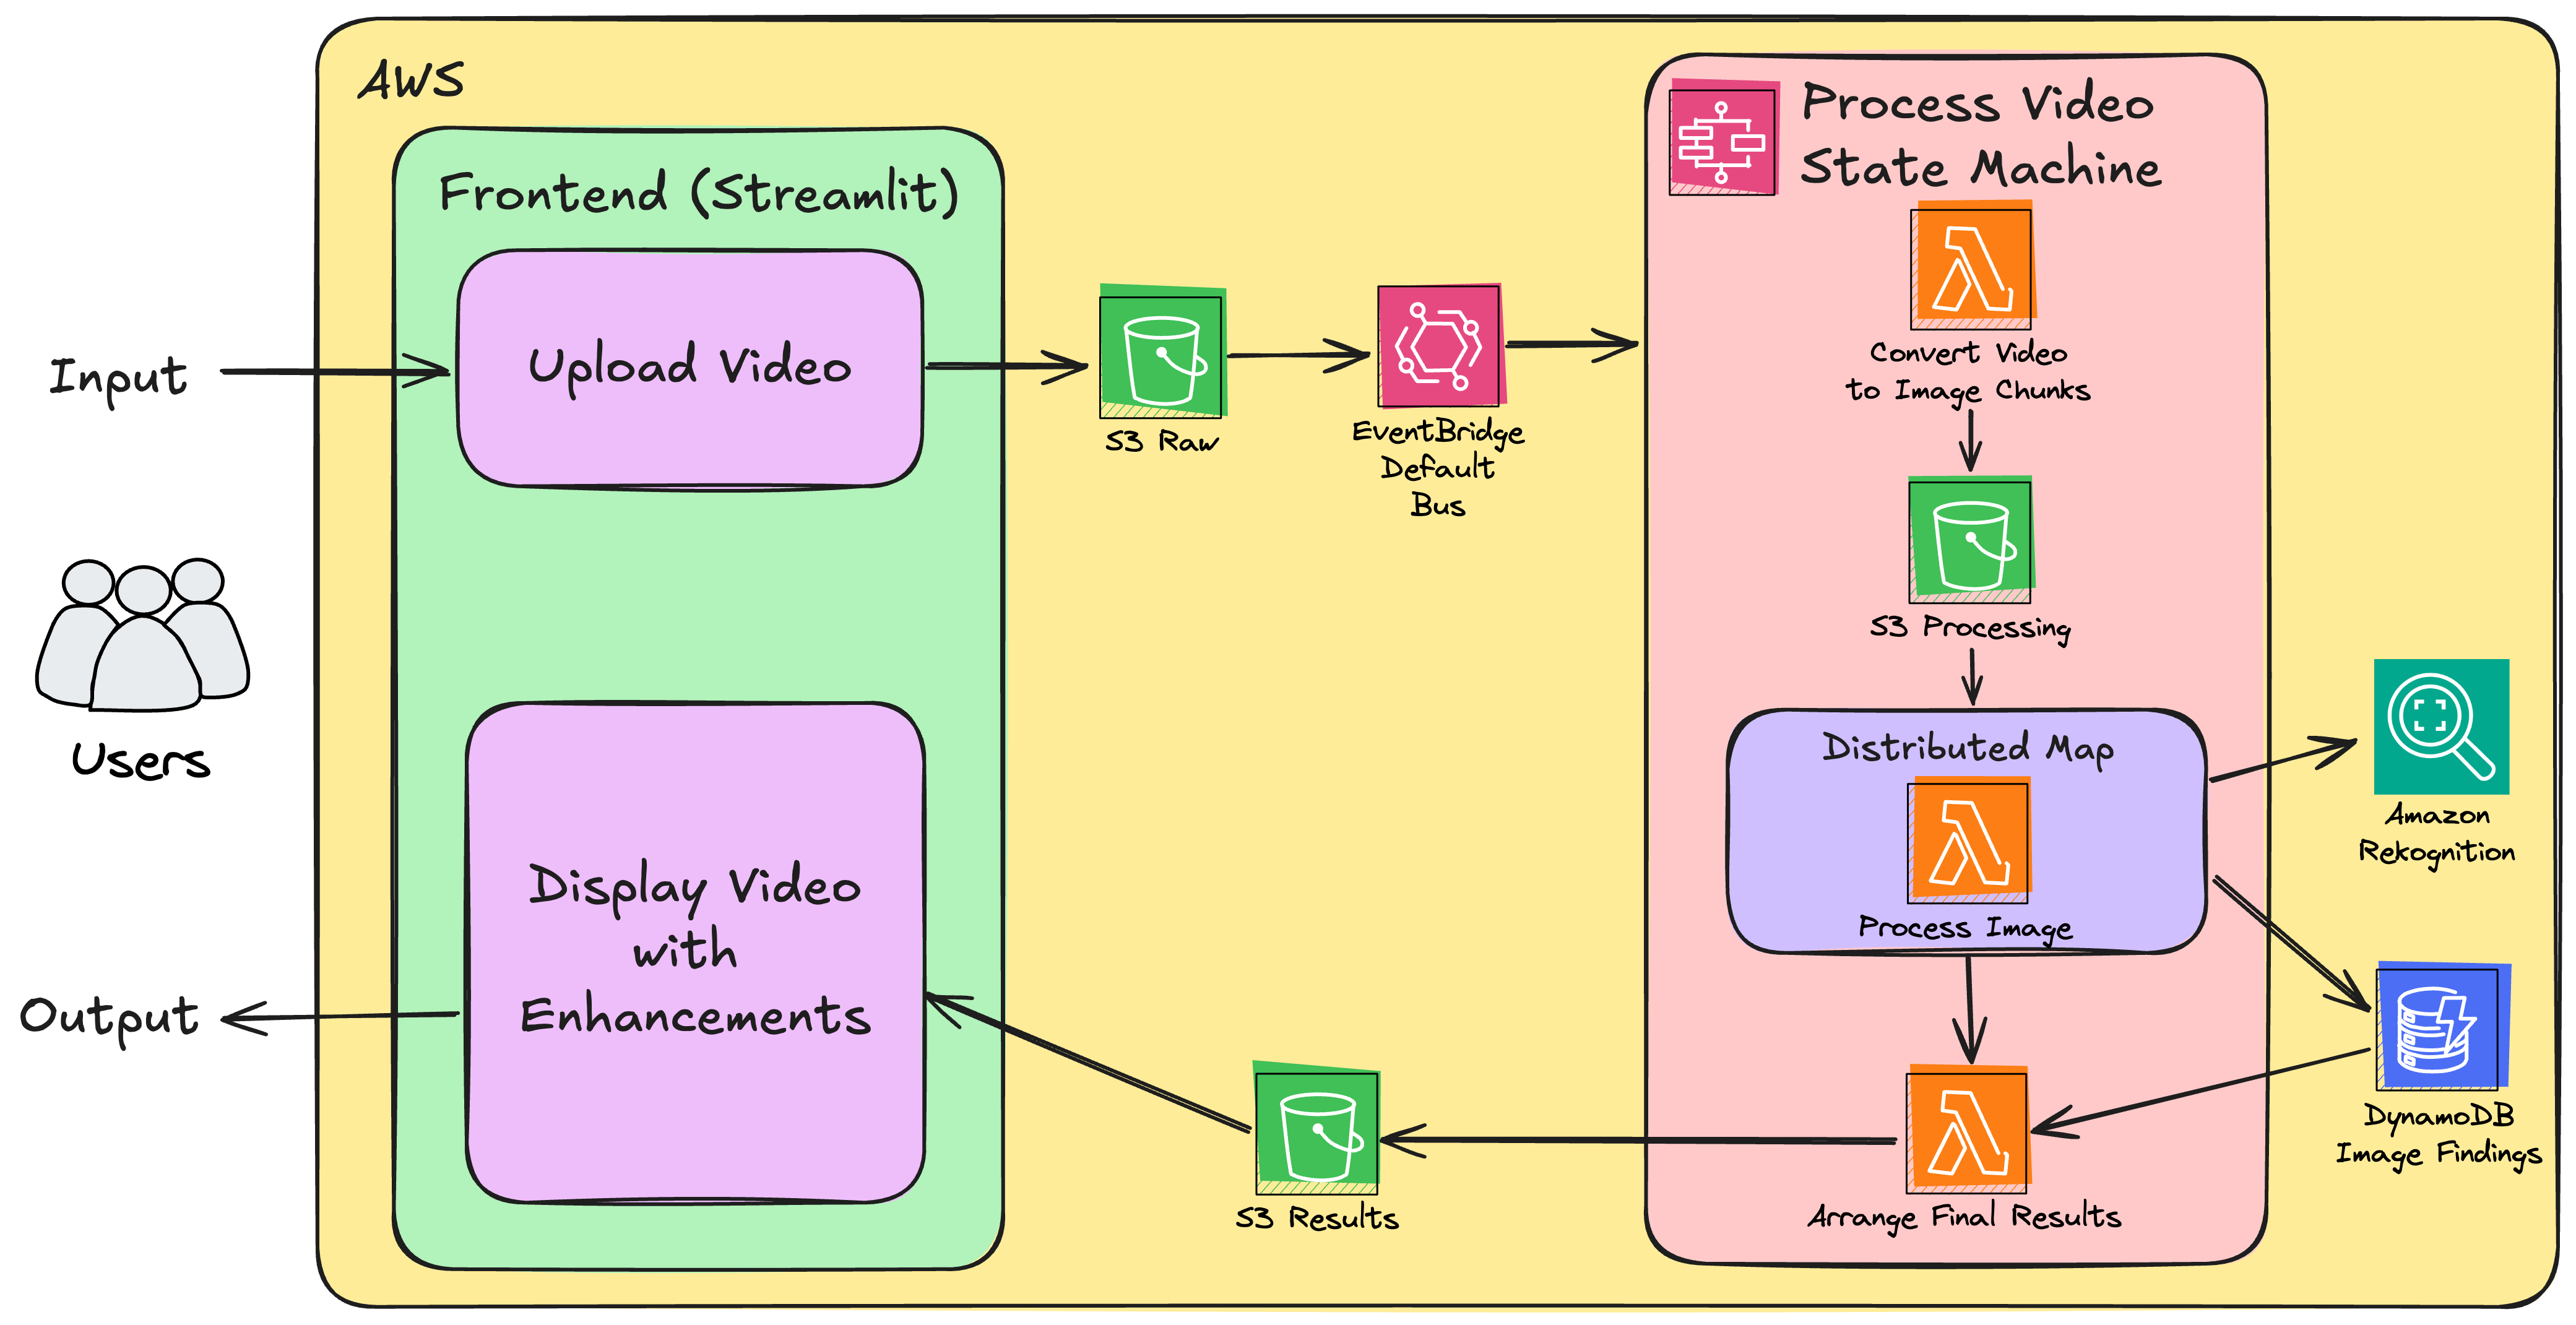 AWS
Frontend (Streamlit)
Input
Upload Video
S3 Raw
EventBridge
Default
Bus
Process Video
State Machine
Convert Video
to Image Chunks
S3 Processing
Distributed Map
Process Image
Amazon
Rekognition
DynamoDB
Image Findings
Arrange Final Results
S3 Results
Display Video
with
Enhancements
Output
Users